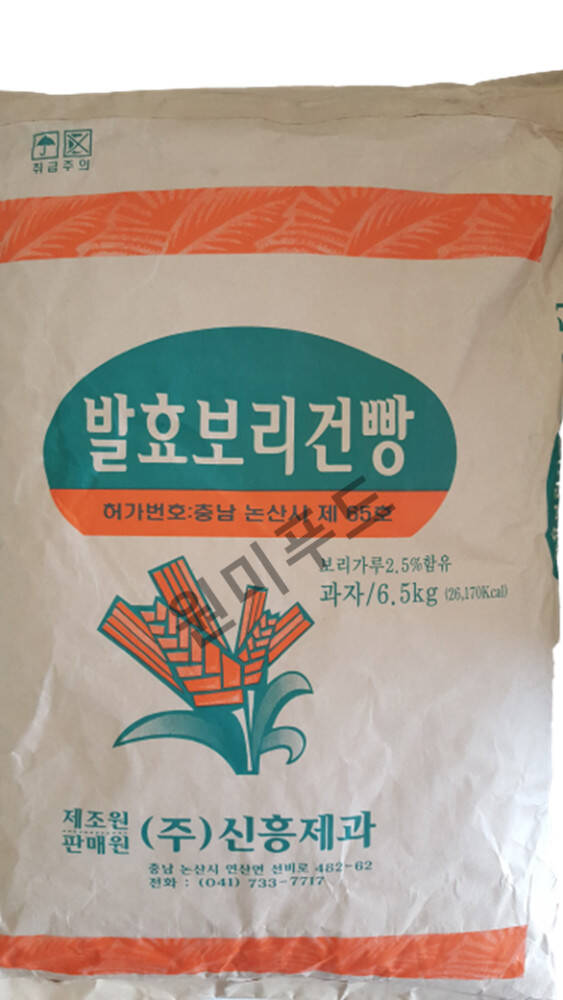 취급주의
발효보리건빵
허가번호:충남 논산시 제 65호
보리가루2.5%함유
과자/6.5kg (26,170Kcal)
원미푸드
제조원
판매원
(주)신흥제과
충남 논산시 연산면 선비로 482-62
전화 : (041) 733-7717